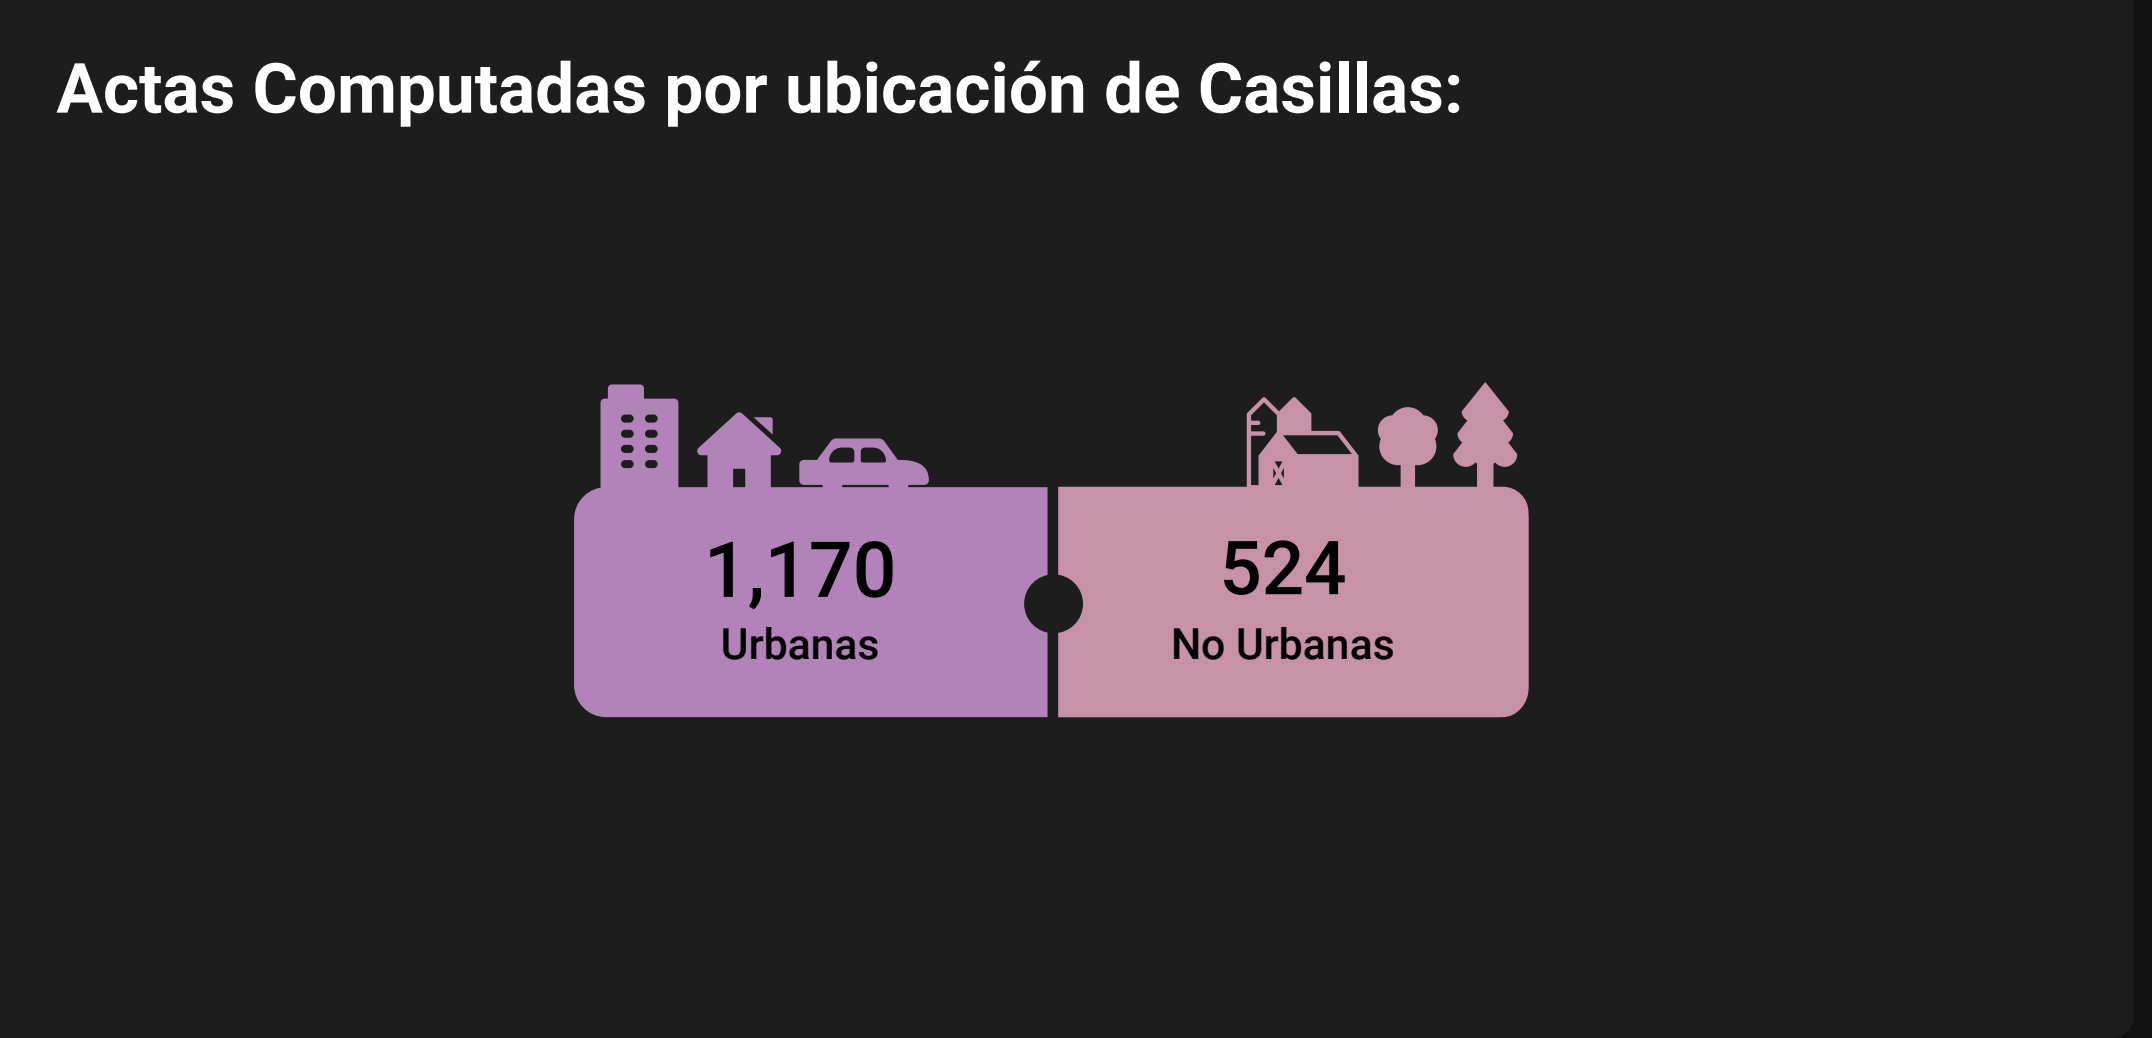 Actas Computadas por ubicación de Casillas:
1,170
Urbanas
524
No Urbanas